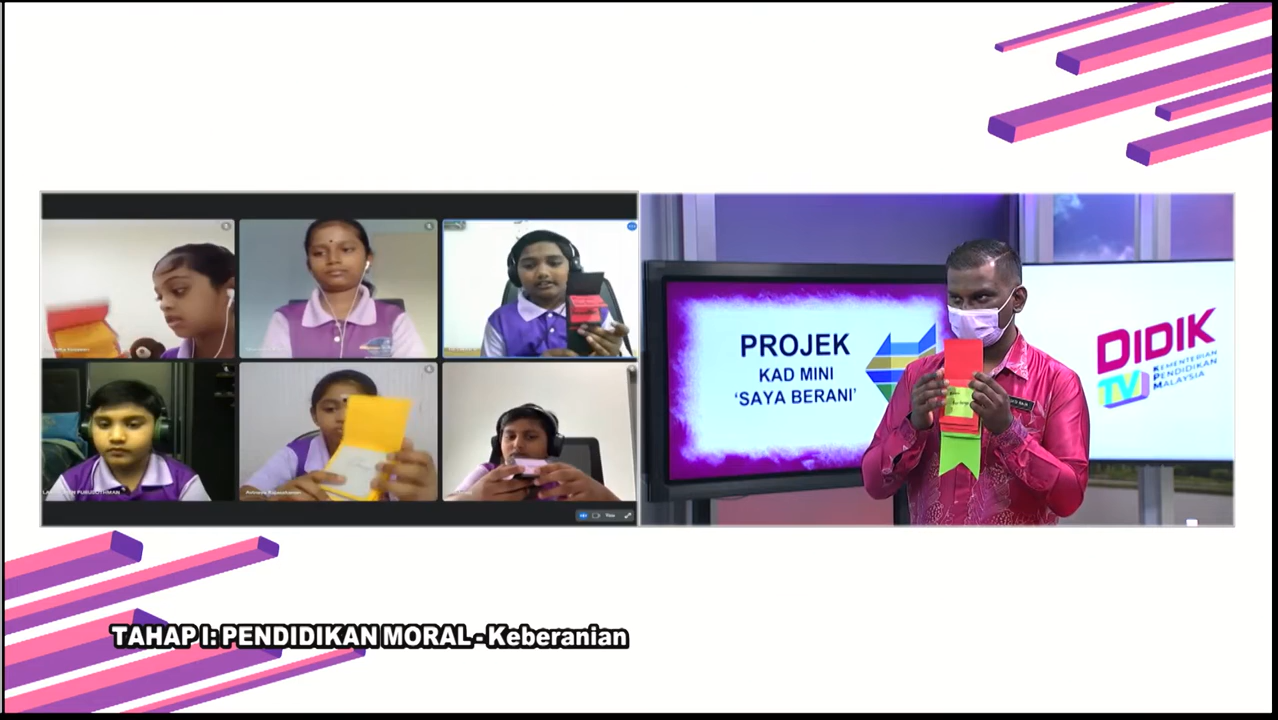 PROJEK
KAD MINI
‘SAYA BERANI’
DIDIK
TV
KEMENTERIAN
PENDIDIKAN
MALAYSIA
TAHAP I: PENDIDIKAN MORAL - Keberanian